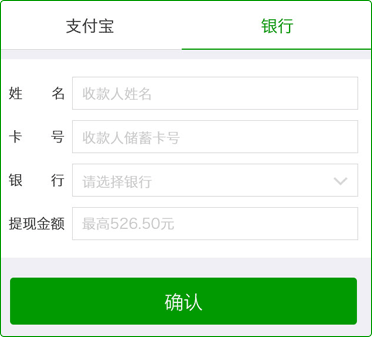 支付宝 银行
姓 名 收款人姓名
卡 号 收款人储蓄卡号
银 行 请选择银行
提现金额 最高526.50元
确认